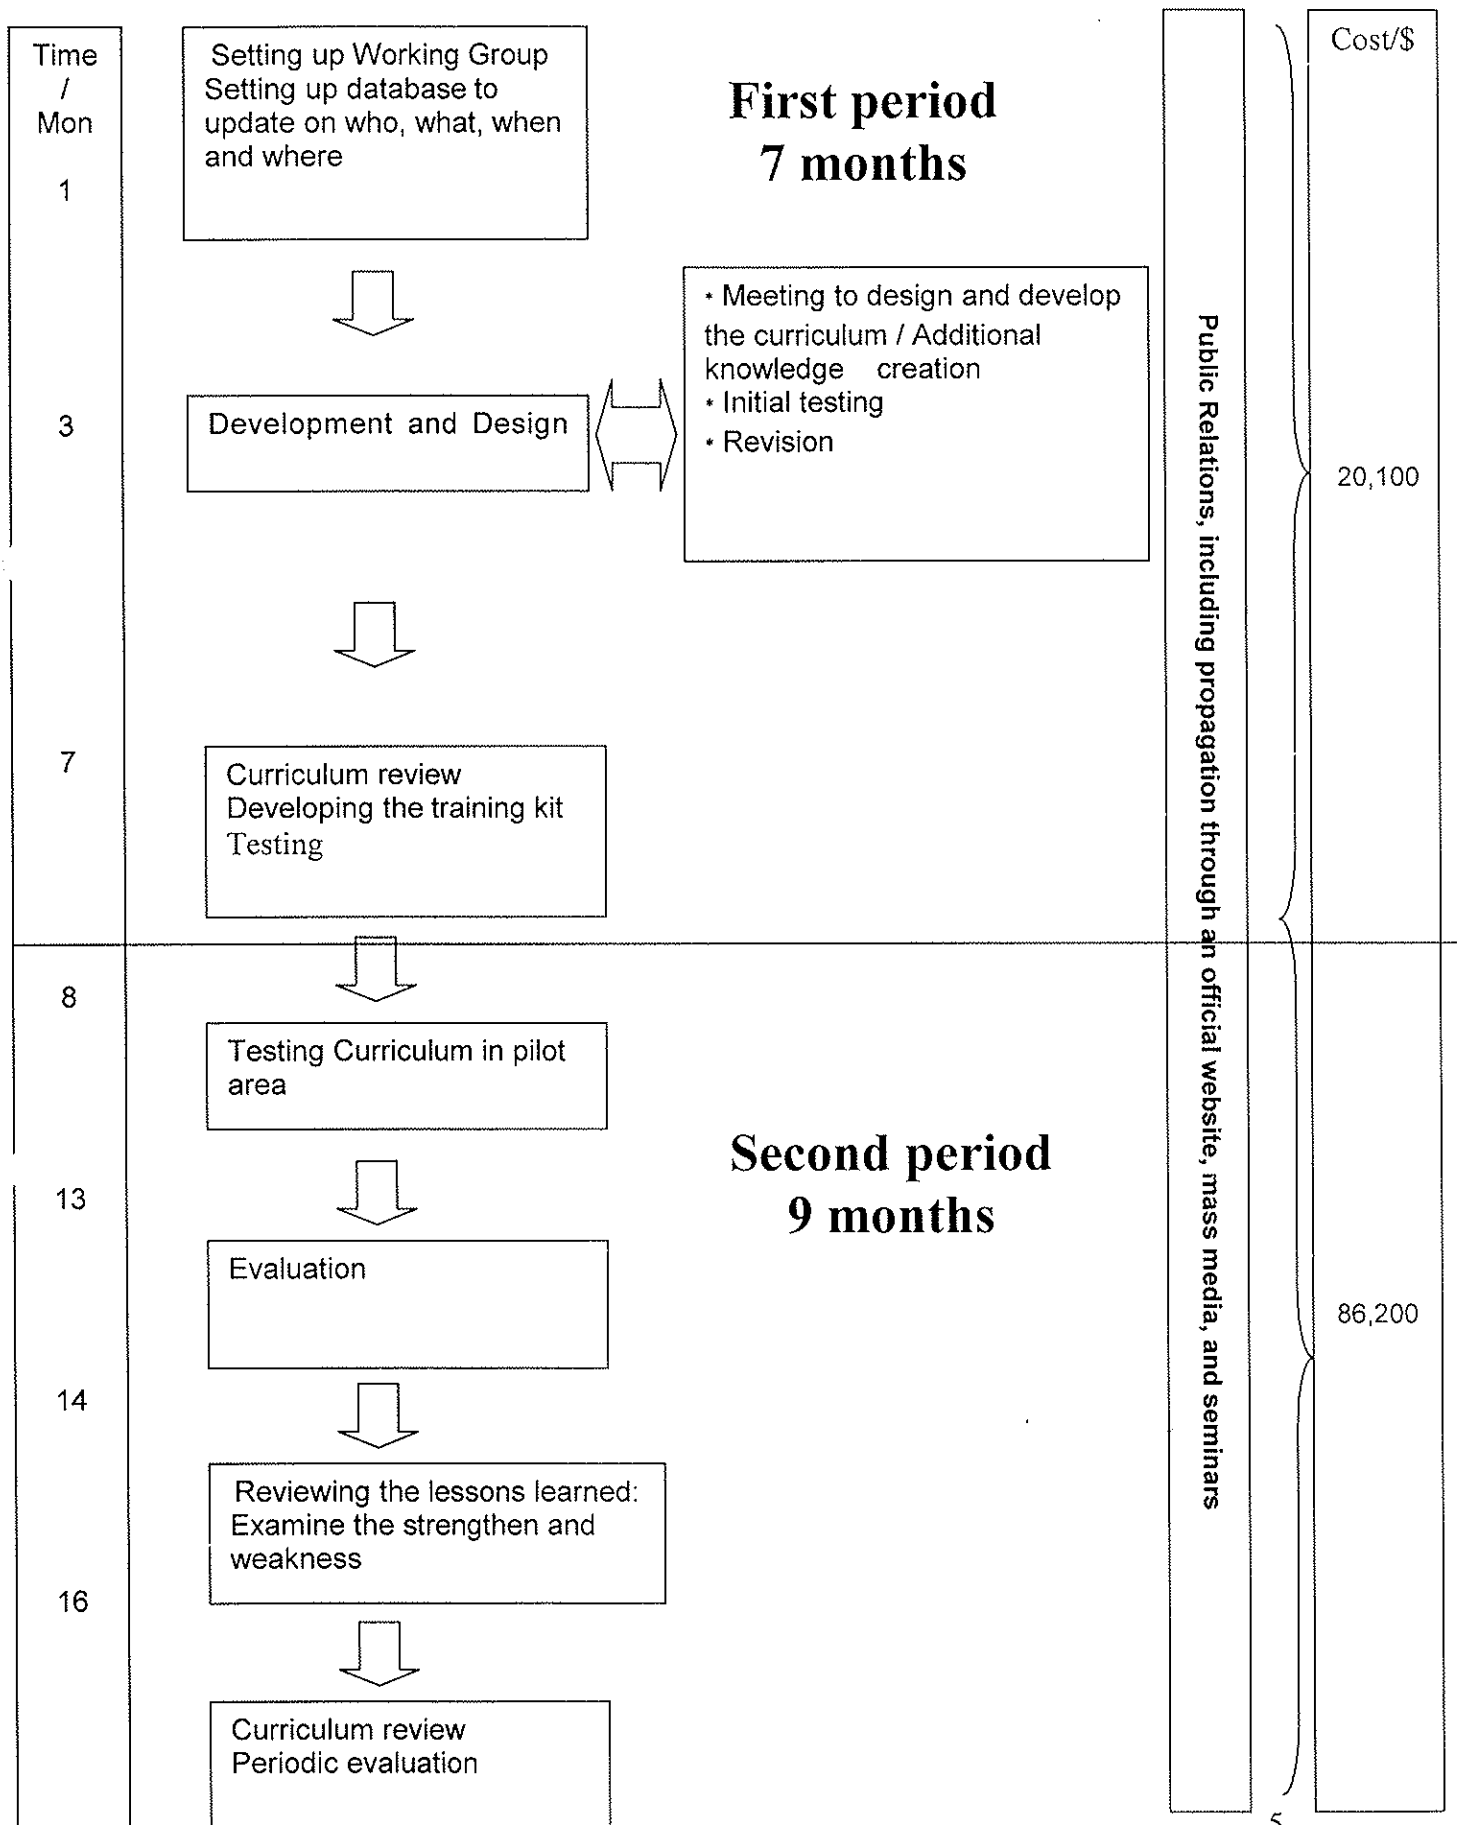 Time
/
Mon
1
3
7
8
13
14
16
Setting up Working Group
Setting up database to
update on who, what, when
and where
First period
7 months
Development and Design
* Meeting to design and develop
the curriculum / Additional
knowledge creation
* Initial testing
* Revision
Curriculum review
Developing the training kit
Testing
Testing Curriculum in pilot
area
Second period
9 months
Evaluation
Reviewing the lessons learned:
Examine the strengthen and
weakness
Curriculum review
Periodic evaluation
Public Relations, including propagation through an official website, mass media, and seminars
Cost/$
20,100
86,200
5